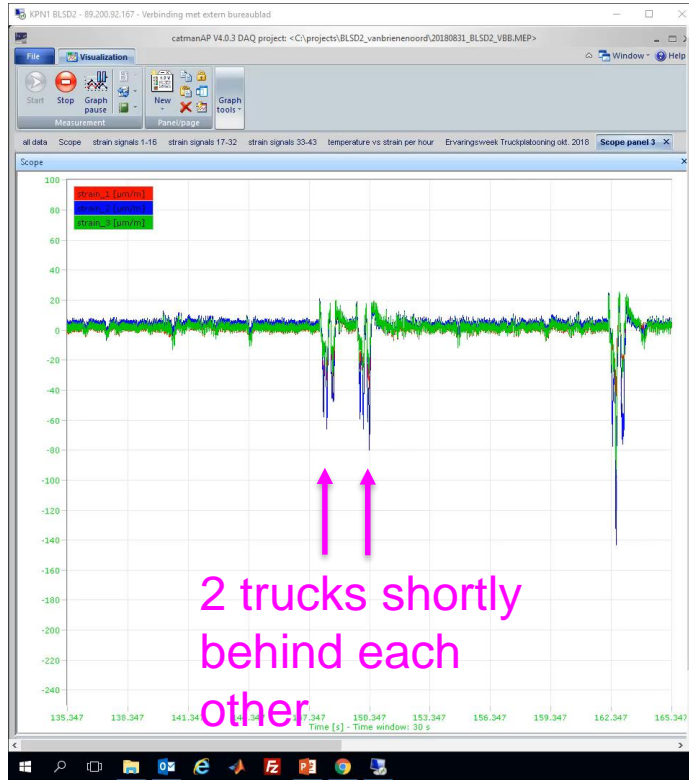 KPN1 BLSD2 - 89.200.92.167 - Verbinding met extern bureaublad
catmanAP V4.0.3 DAQ project: <C:\projects\BLSD2_vanbrienenoord\20180831_BLSD2_VBB.MEP>
File Visualization Window Help
Start Stop Graph pause New Graph tools
Measurement Panel/page
all data Scope strain signals 1-16 strain signals 17-32 strain signals 33-43 temperature vs strain per hour Ervaringsweek Truckplatooning okt. 2018 Scope panel 3
Scope
100
strain_1 [µm/m]
80
strain_3 [µm/m]
60
40
20
0
-20
-40
-60
-80
-100
-120
-140
-160
-180
-200
-220
-240
2 trucks shortly
behind each
other
135.347 138.347 150.347 153.347 156.347 159.347 162.347 165.347
Time [s] - Time window: 30 s